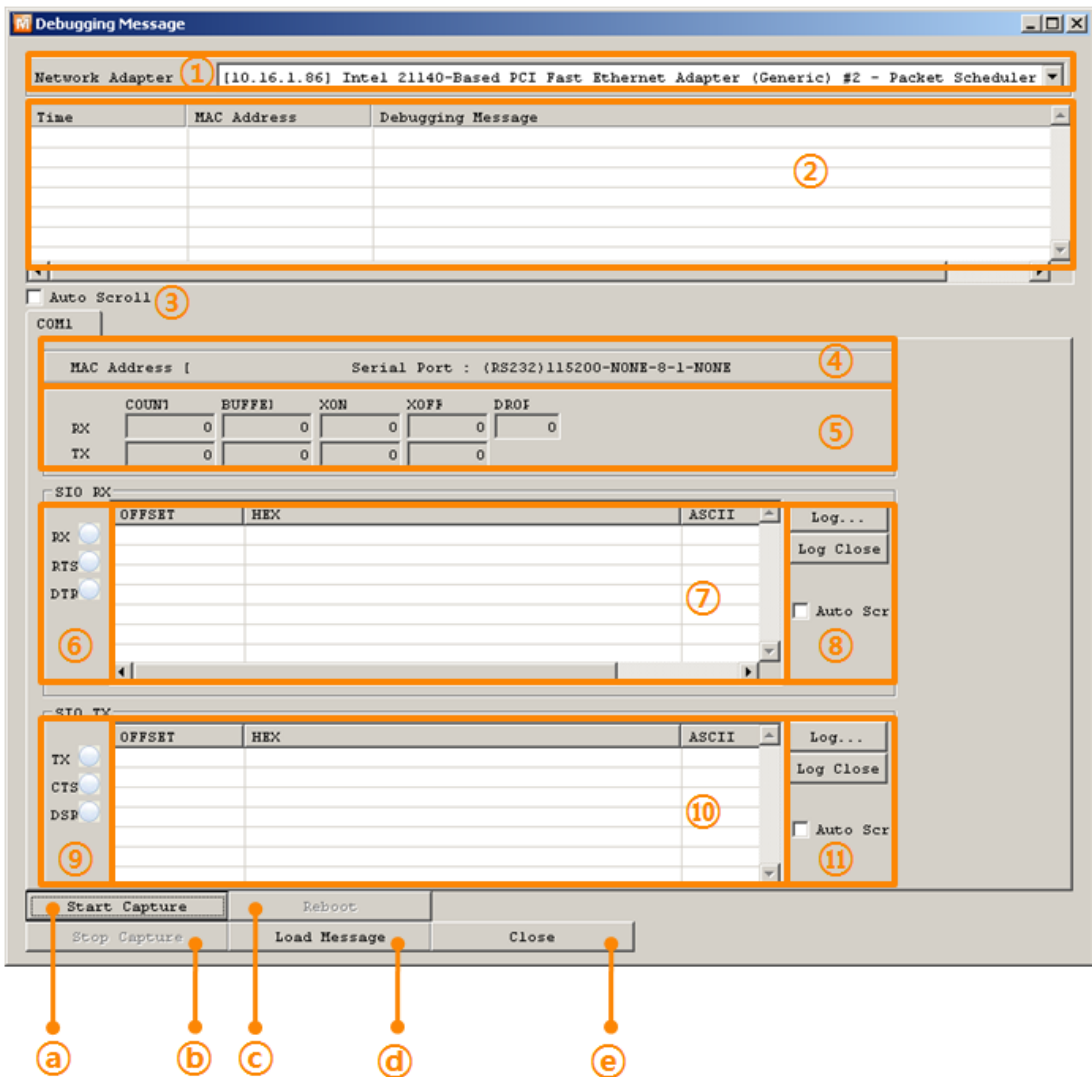 M Debugging Message
Network Adapter ① [10.16.1.86] Intel 21140-Based PCI Fast Ethernet Adapter (Generic) #2 - Packet Scheduler
Time MAC Address Debugging Message
②
Auto Scroll ③
COM1
MAC Address [ Serial Port : (RS232)115200-NONE-8-1-NONE ④
COUNT BUFFE XON XOFF DROP
RX 0 0 0 0 0 ⑤
TX 0 0 0 0
SIO RX
OFFSET HEX ASCII Log...
RX Log Close
RTS
DTR ⑦ Auto Scr
⑥ ⑧
SIO TX
OFFSET HEX ASCII Log...
TX Log Close
CTS
DSR ⑩ Auto Scr
⑨ ⑪
Start Capture Reboot
Stop Capture Load Message Close
ⓐ ⓑ ⓒ ⓓ ⓔ